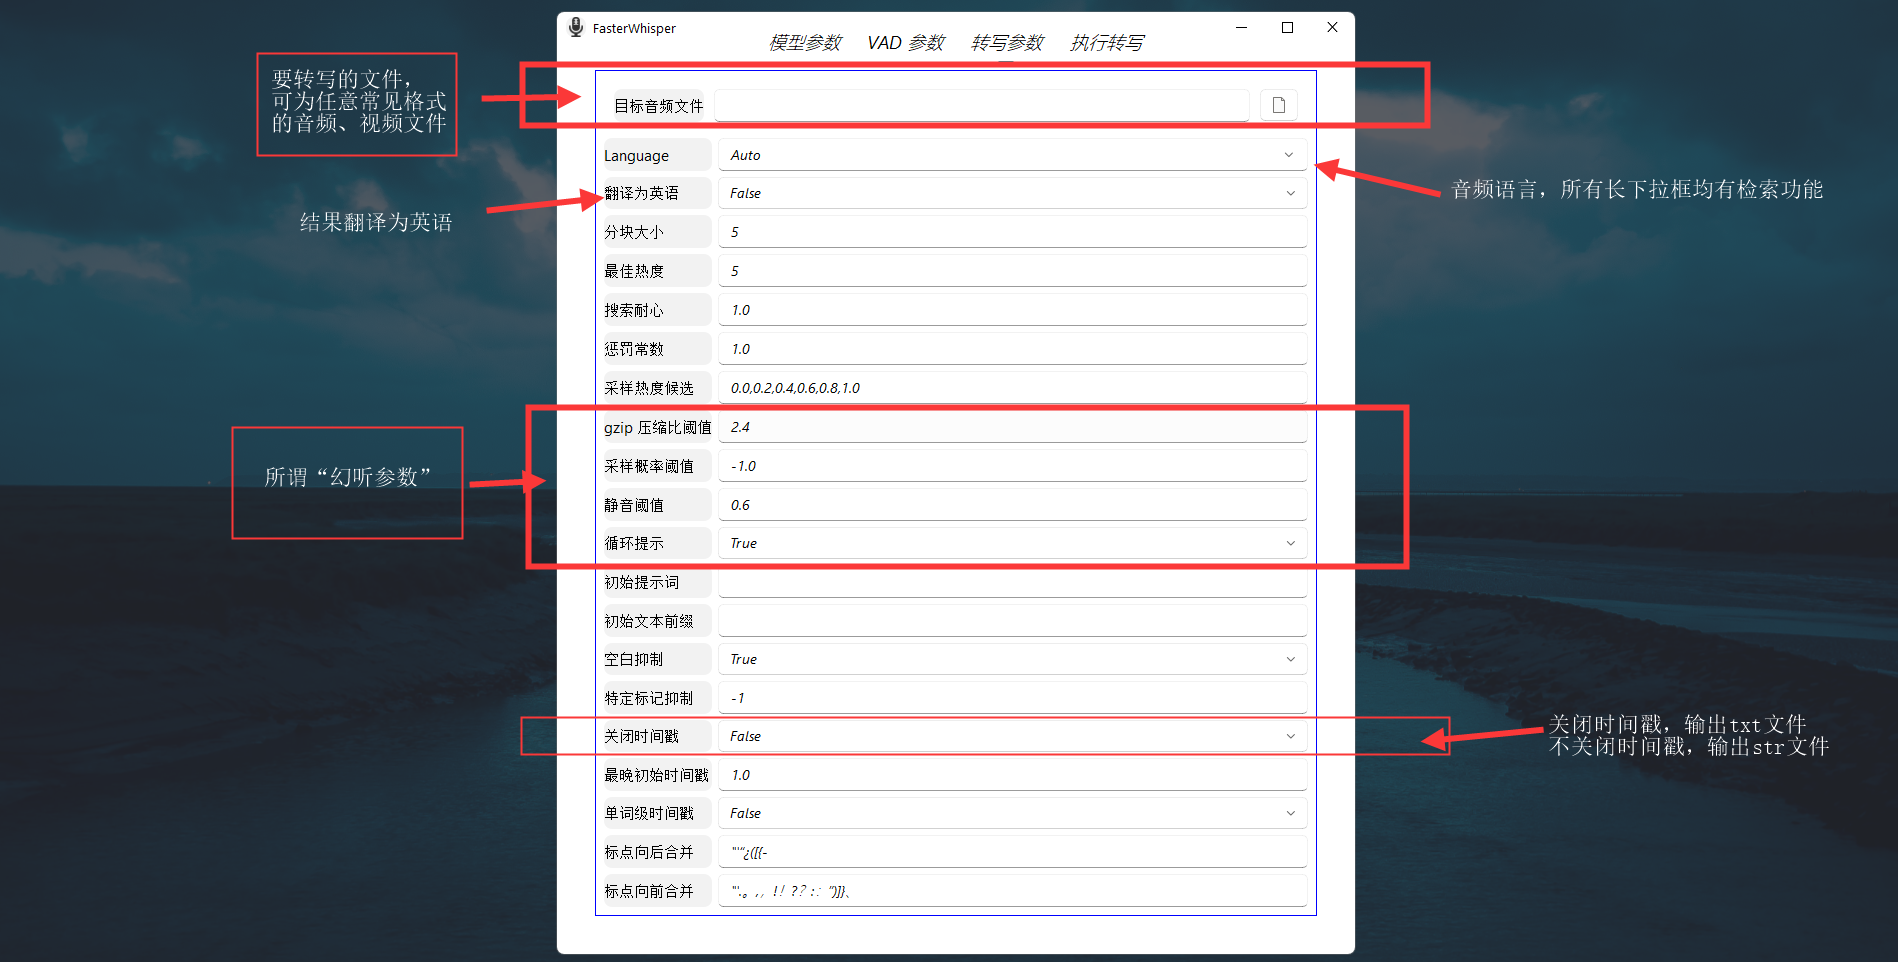 FasterWhisper
模型参数 VAD 参数 转写参数 执行转写
要转写的文件，
可为任意常见格式
的音频、视频文件
目标音频文件
Language Auto
音频语言，所有长下拉框均有检索功能
翻译为英语 False
结果翻译为英语
分块大小 5
最佳热度 5
搜索耐心 1.0
惩罚常数 1.0
采样热度候选 0.0,0.2,0.4,0.6,0.8,1.0
所谓“幻听参数”
gzip 压缩比阈值 2.4
采样概率阈值 -1.0
静音阈值 0.6
循环提示 True
初始提示词
初始文本前缀
空白抑制 True
特定标记抑制 -1
关闭时间戳 False
关闭时间戳，输出txt文件
不关闭时间戳，输出str文件
最晚初始时间戳 1.0
单词级时间戳 False
标点向后合并 "'“¿([{-
标点向前合并 "'.。,，!！?？:：”)]}、